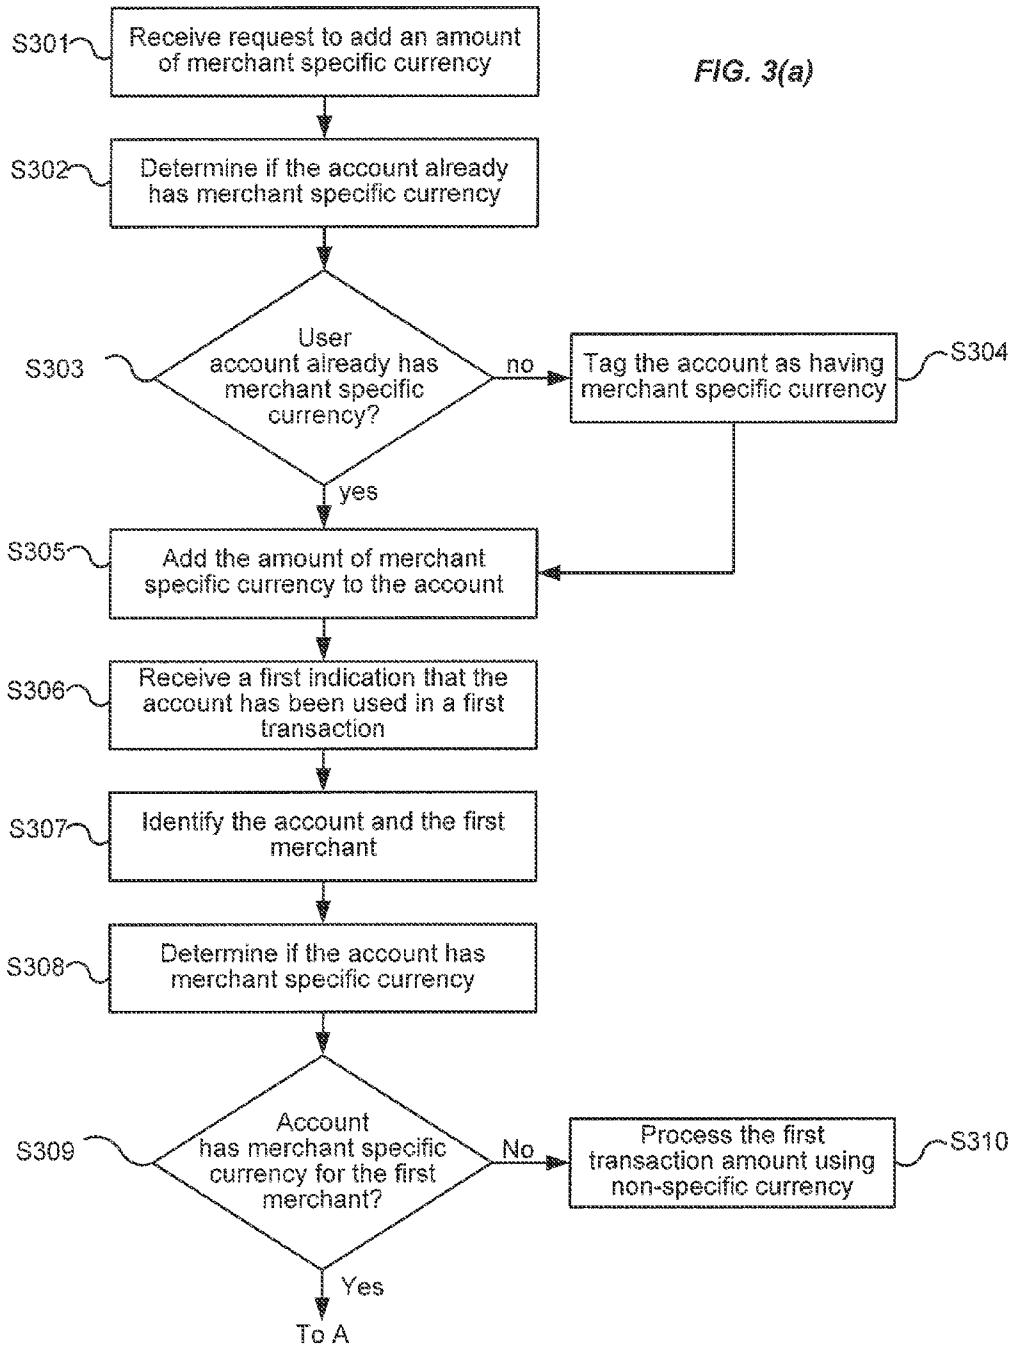 S301
Receive request to add an amount
of merchant specific currency
FIG. 3(a)
S302
Determine if the account already
has merchant specific currency
S303
User
account already has
merchant specific
currency?
no
Tag the account as having
merchant specific currency
S304
yes
S305
Add the amount of merchant
specific currency to the account
S306
Receive a first indication that the
account has been used in a first
transaction
S307
Identify the account and the first
merchant
S308
Determine if the account has
merchant specific currency
S309
Account
has merchant specific
currency for the first
merchant?
No
Process the first
transaction amount using
non-specific currency
S310
Yes
To A